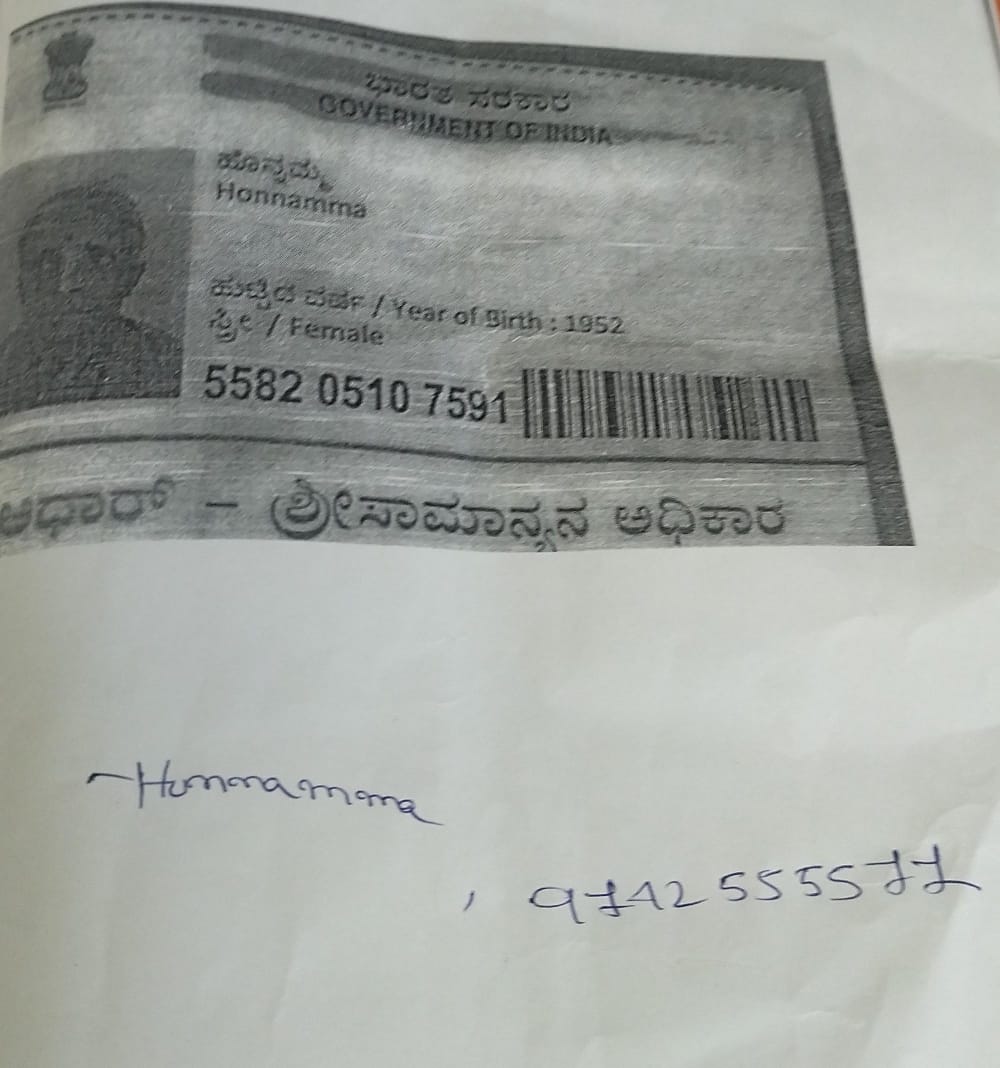 ಭಾರತ ಸರಕಾರ
GOVERNMENT OF INDIA
ಹೊನ್ನಮ್ಮ
Honnamma
ಹುಟ್ಟಿದ ವರ್ಷ / Year of Birth : 1952
ಸ್ತ್ರೀ / Female
5582 0510 7591
ಆಧಾರ್ - ಶ್ರೀಸಾಮಾನ್ಯನ ಅಧಿಕಾರ
Honnamma